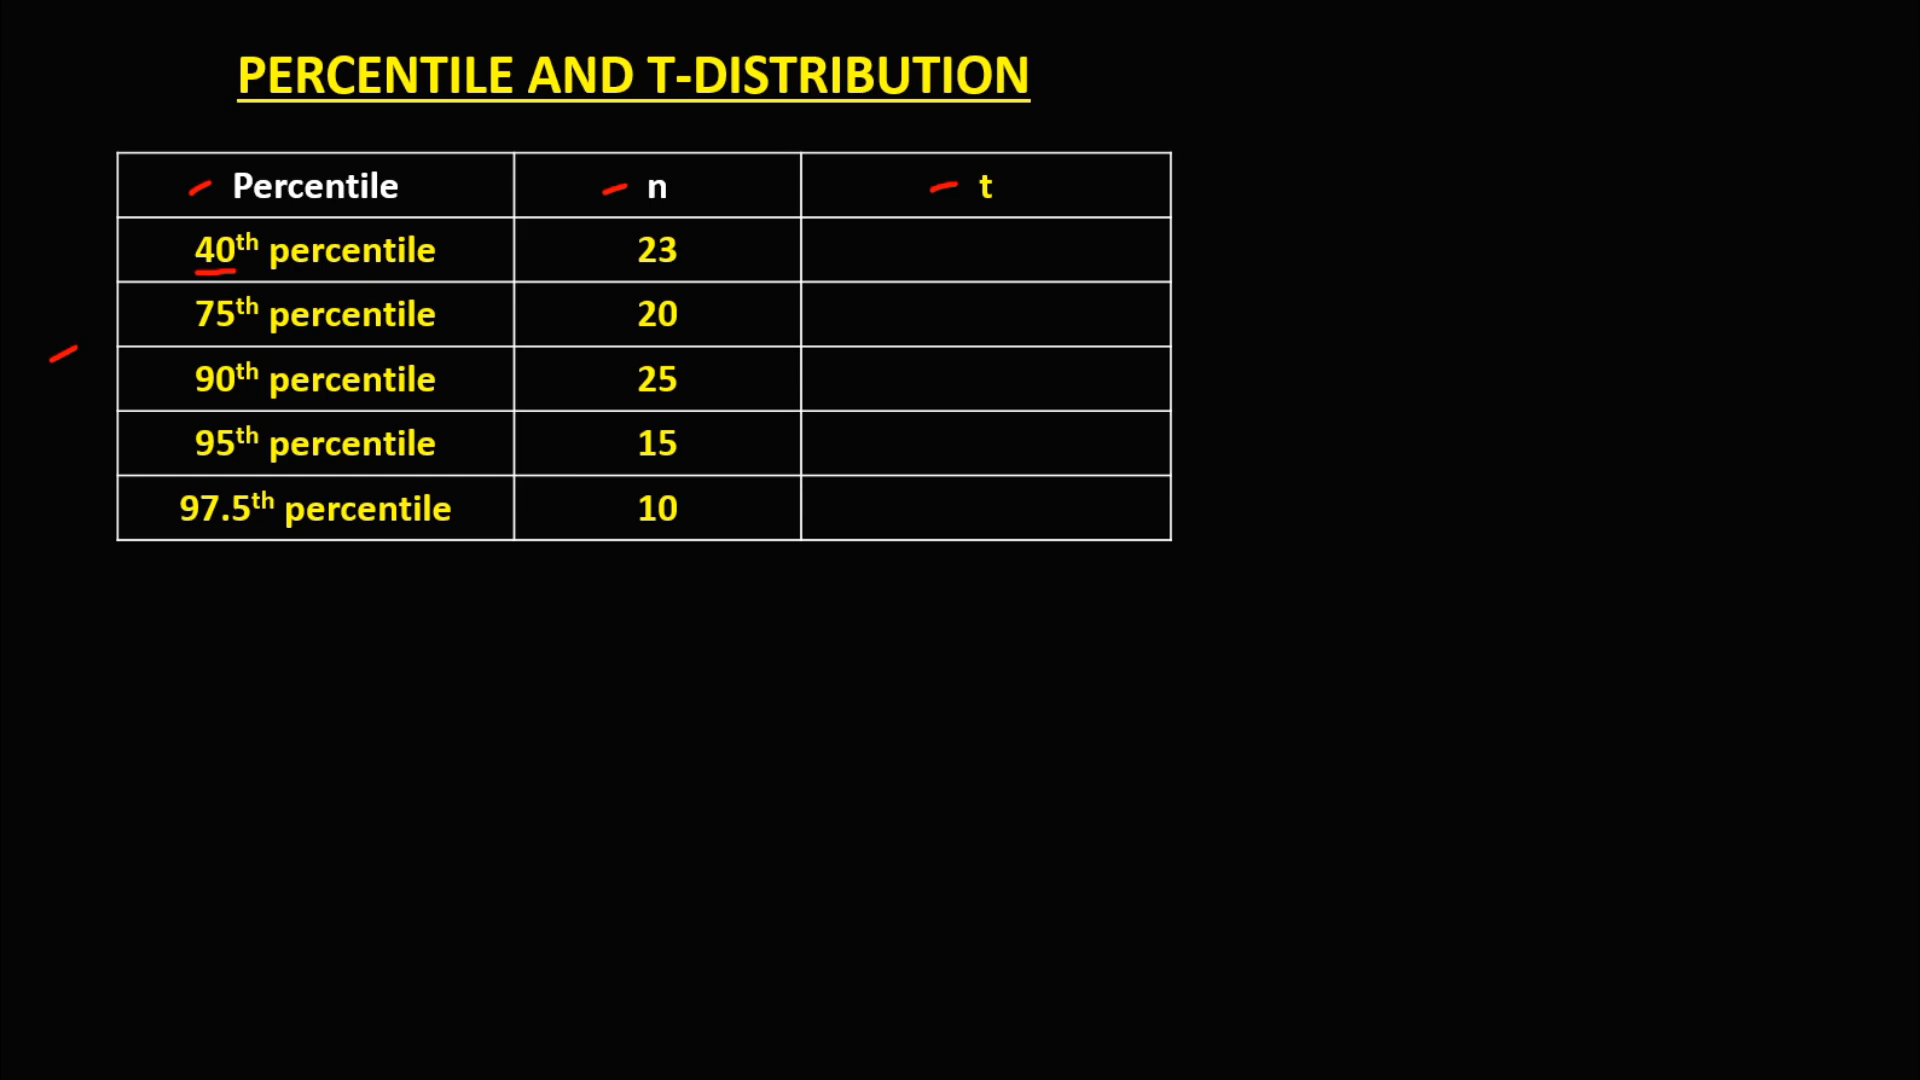 PERCENTILE AND T-DISTRIBUTION
Percentile n t
40th percentile 23
75th percentile 20
90th percentile 25
95th percentile 15
97.5th percentile 10